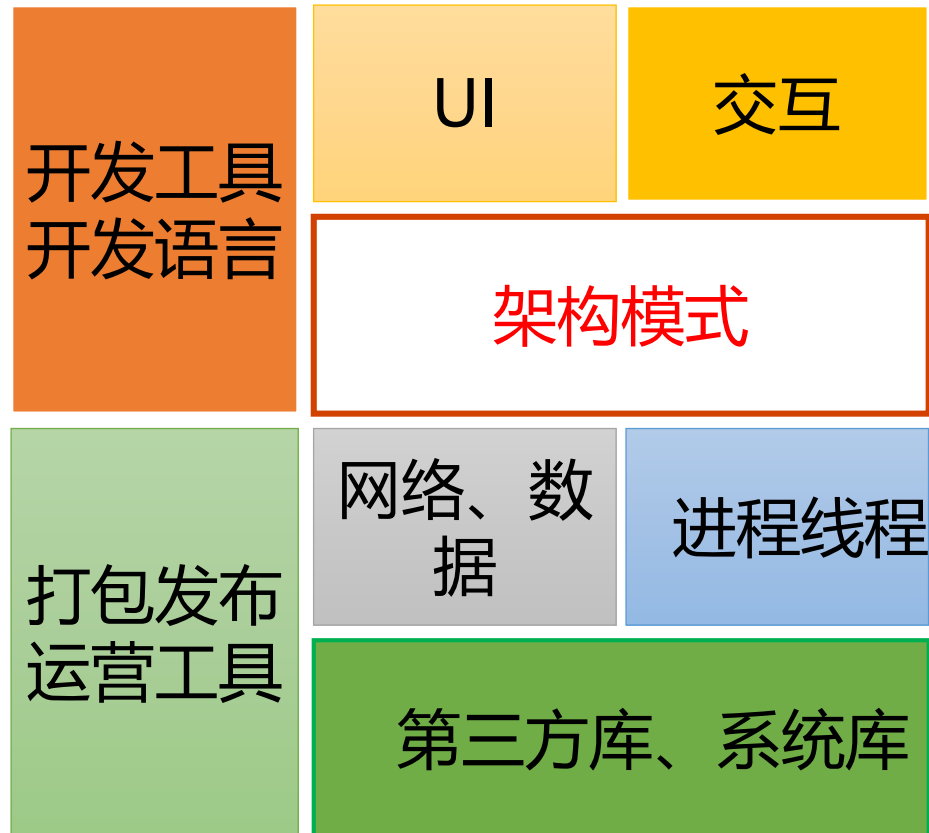 开发工具
开发语言
UI
交互
架构模式
打包发布
运营工具
网络、数
据
进程线程
第三方库、系统库